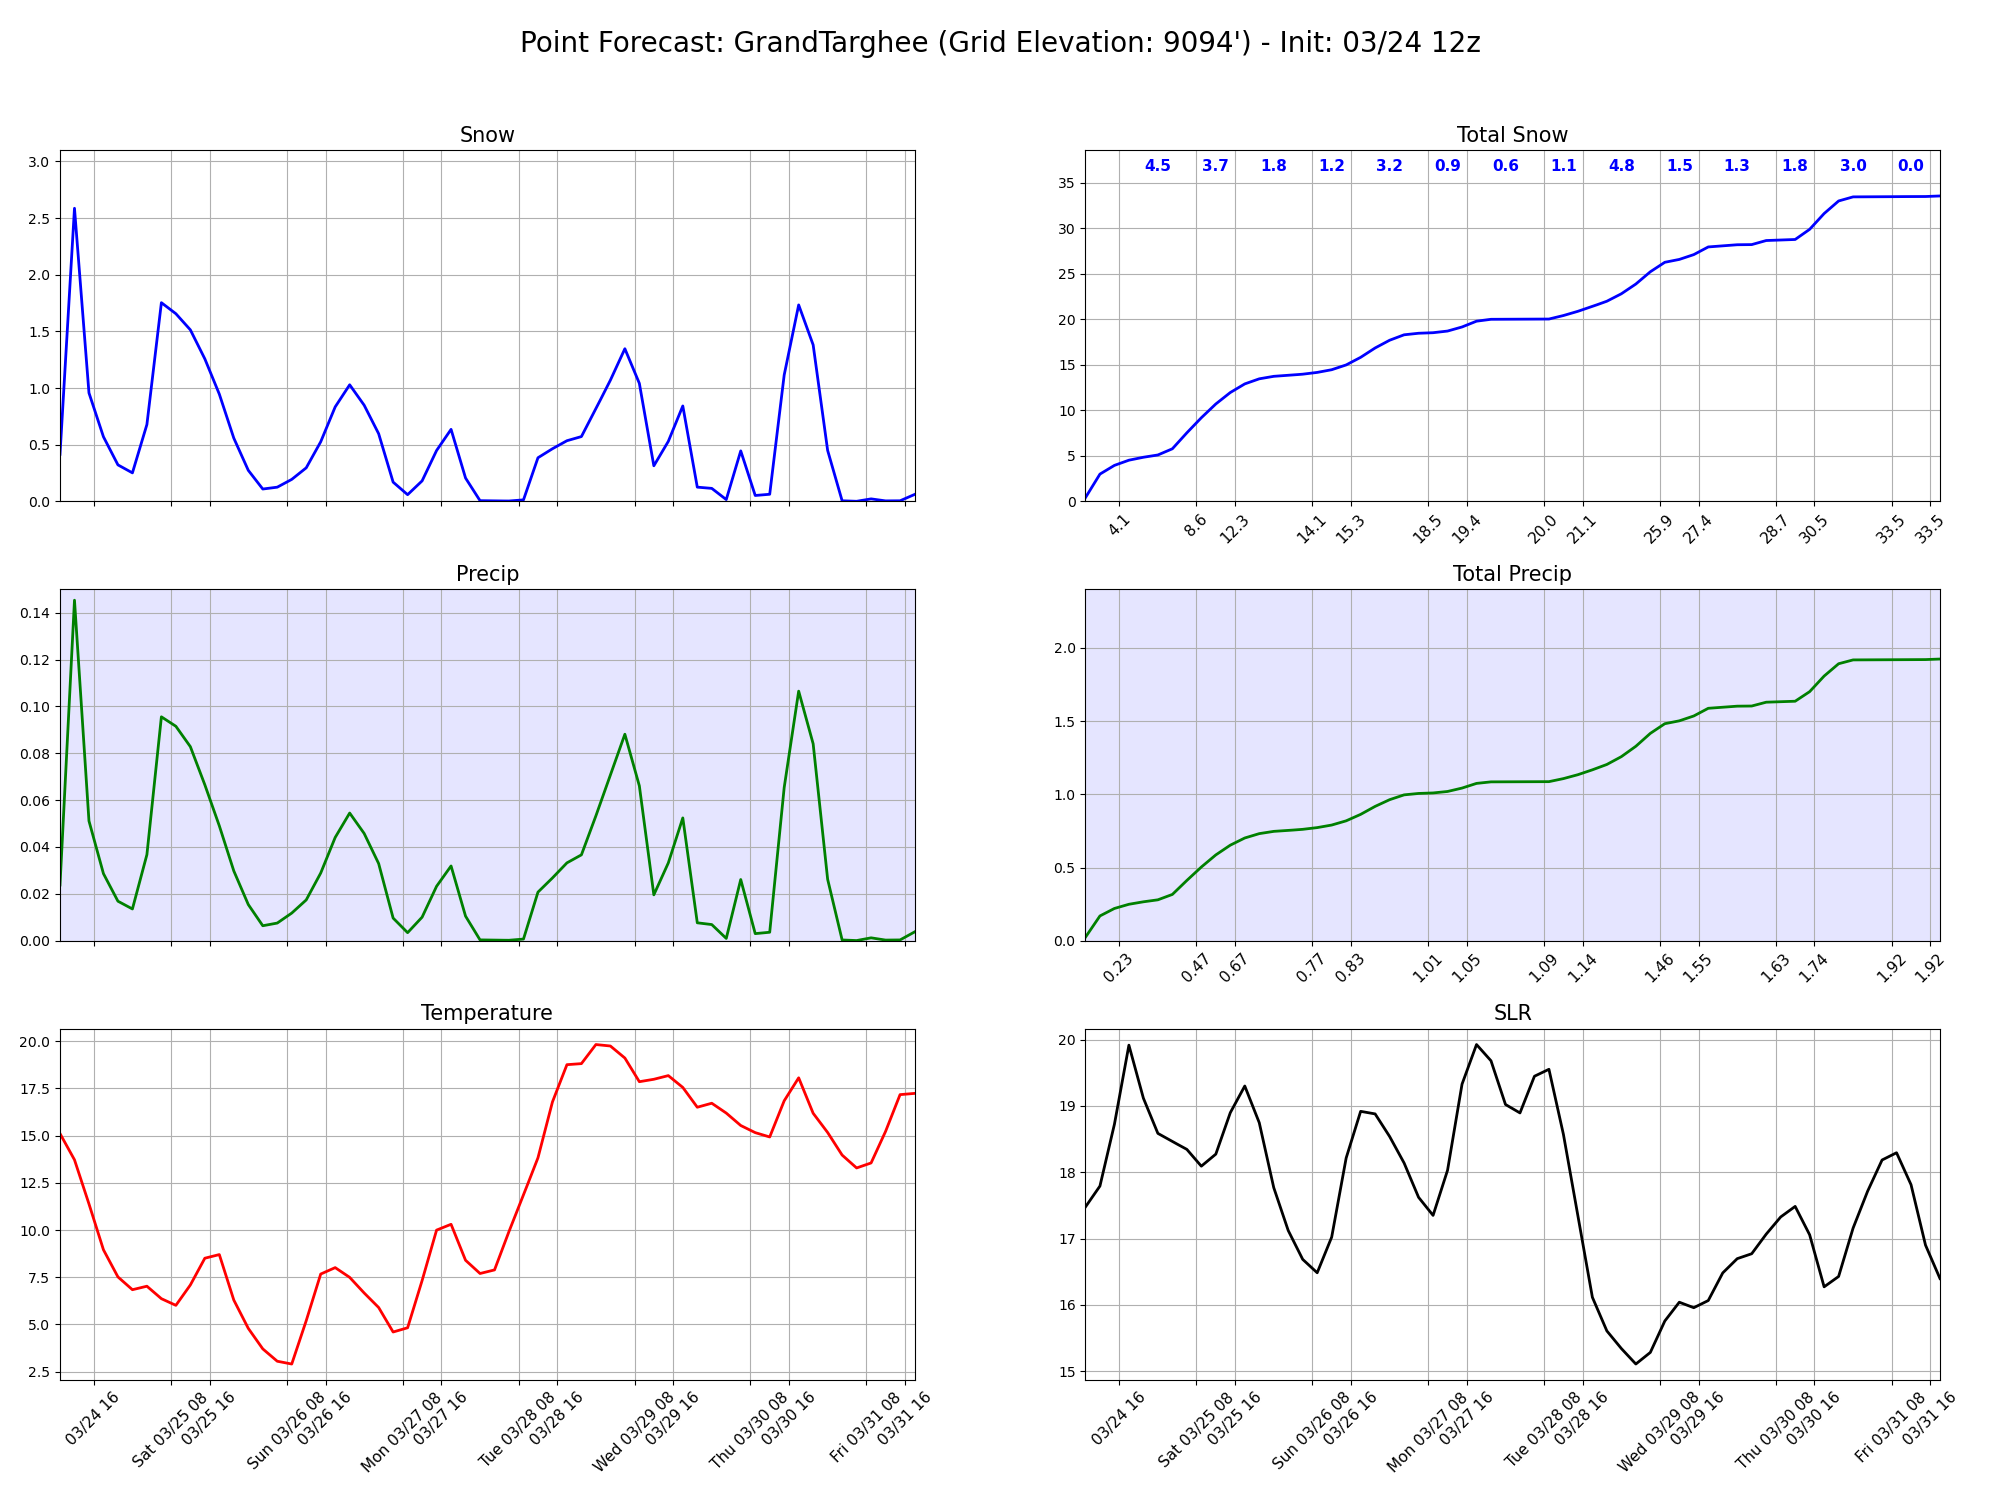 Point Forecast: GrandTarghee (Grid Elevation: 9094') - Init: 03/24 12z
Snow
3.0
2.5
2.0
1.5
1.0
0.5
0.0
Total Snow
4.5 3.7 1.8 1.2 3.2 0.9 0.6 1.1 4.8 1.5 1.3 1.8 3.0 0.0
35
30
25
20
15
10
5
0
4.1 8.6 12.3 14.1 15.3 18.5 19.4 20.0 21.1 25.9 27.4 28.7 30.5 33.5 33.5
Precip
0.14
0.12
0.10
0.08
0.06
0.04
0.02
0.00
Total Precip
2.0
1.5
1.0
0.5
0.0
0.23 0.47 0.67 0.77 0.83 1.01 1.05 1.09 1.14 1.46 1.55 1.63 1.74 1.92 1.92
Temperature
20.0
17.5
15.0
12.5
10.0
7.5
5.0
2.5
03/24 16
Sat 03/25 08
03/25 16
Sun 03/26 08
03/26 16
Mon 03/27 08
03/27 16
Tue 03/28 08
03/28 16
Wed 03/29 08
03/29 16
Thu 03/30 08
03/30 16
Fri 03/31 08
03/31 16
SLR
20
19
18
17
16
15
03/24 16
Sat 03/25 08
03/25 16
Sun 03/26 08
03/26 16
Mon 03/27 08
03/27 16
Tue 03/28 08
03/28 16
Wed 03/29 08
03/29 16
Thu 03/30 08
03/30 16
Fri 03/31 08
03/31 16